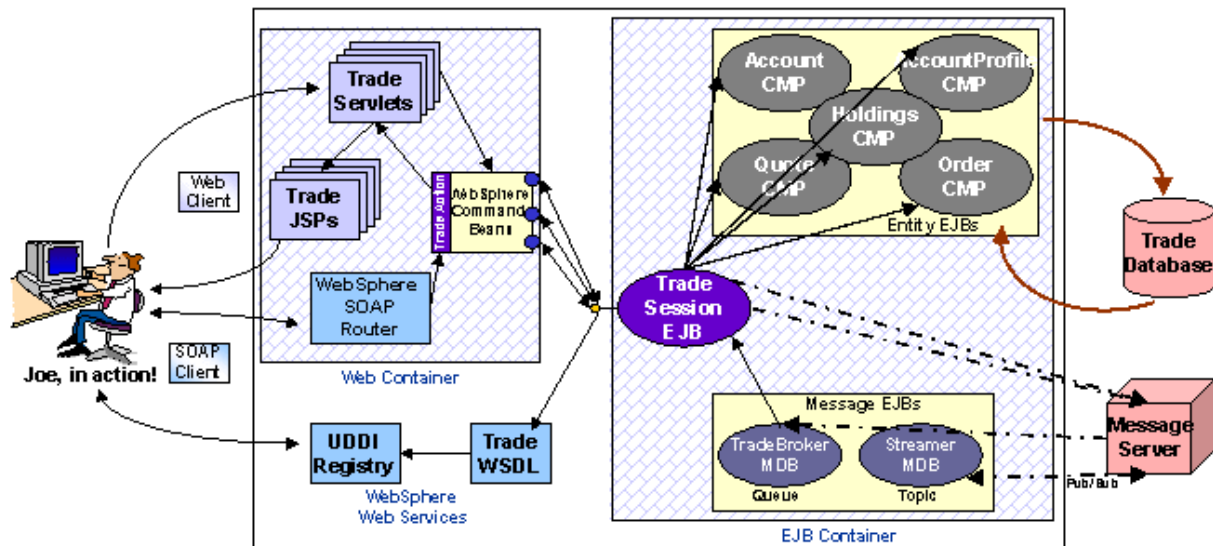 Trade
Servlets
Web
Client
Trade
JSPs
Trade Action
WebSphere
Command
Beans
WebSphere
SOAP
Router
SOAP
Client
Joe, in action!
Web Container
UDDI
Registry
Trade
WSDL
WebSphere
Web Services
Account
CMP
AccountProfile
CMP
Holdings
CMP
Quote
CMP
Order
CMP
Entity EJBs
Trade
Session
EJB
Trade
Database
Message EJBs
TradeBroker
MDB
Streamer
MDB
Queue
Topic
Pub/Sub
Message
Server
EJB Container